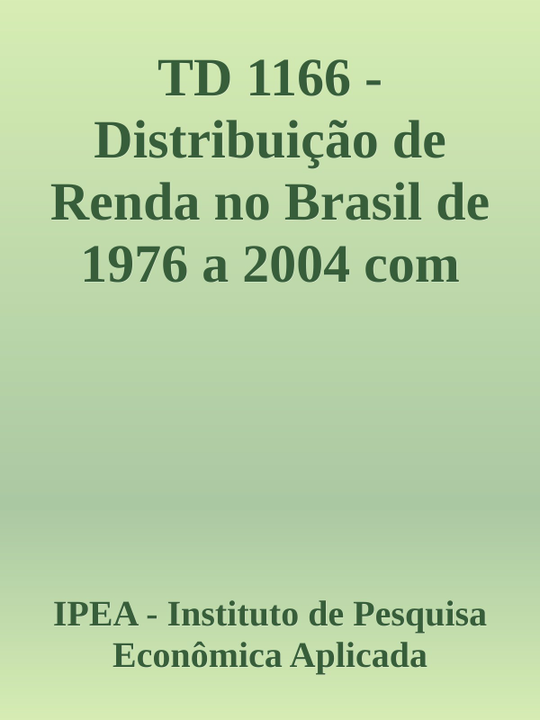 TD 1166 -
Distribuição de
Renda no Brasil de
1976 a 2004 com
IPEA - Instituto de Pesquisa
Econômica Aplicada